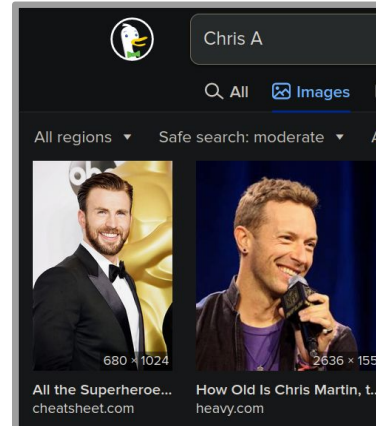 Chris A
All Images
All regions ▼ Safe search: moderate ▼ A
abc
680 × 1024 2636 × 155
All the Superheroe... How Old Is Chris Martin, t..
cheatsheet.com heavy.com